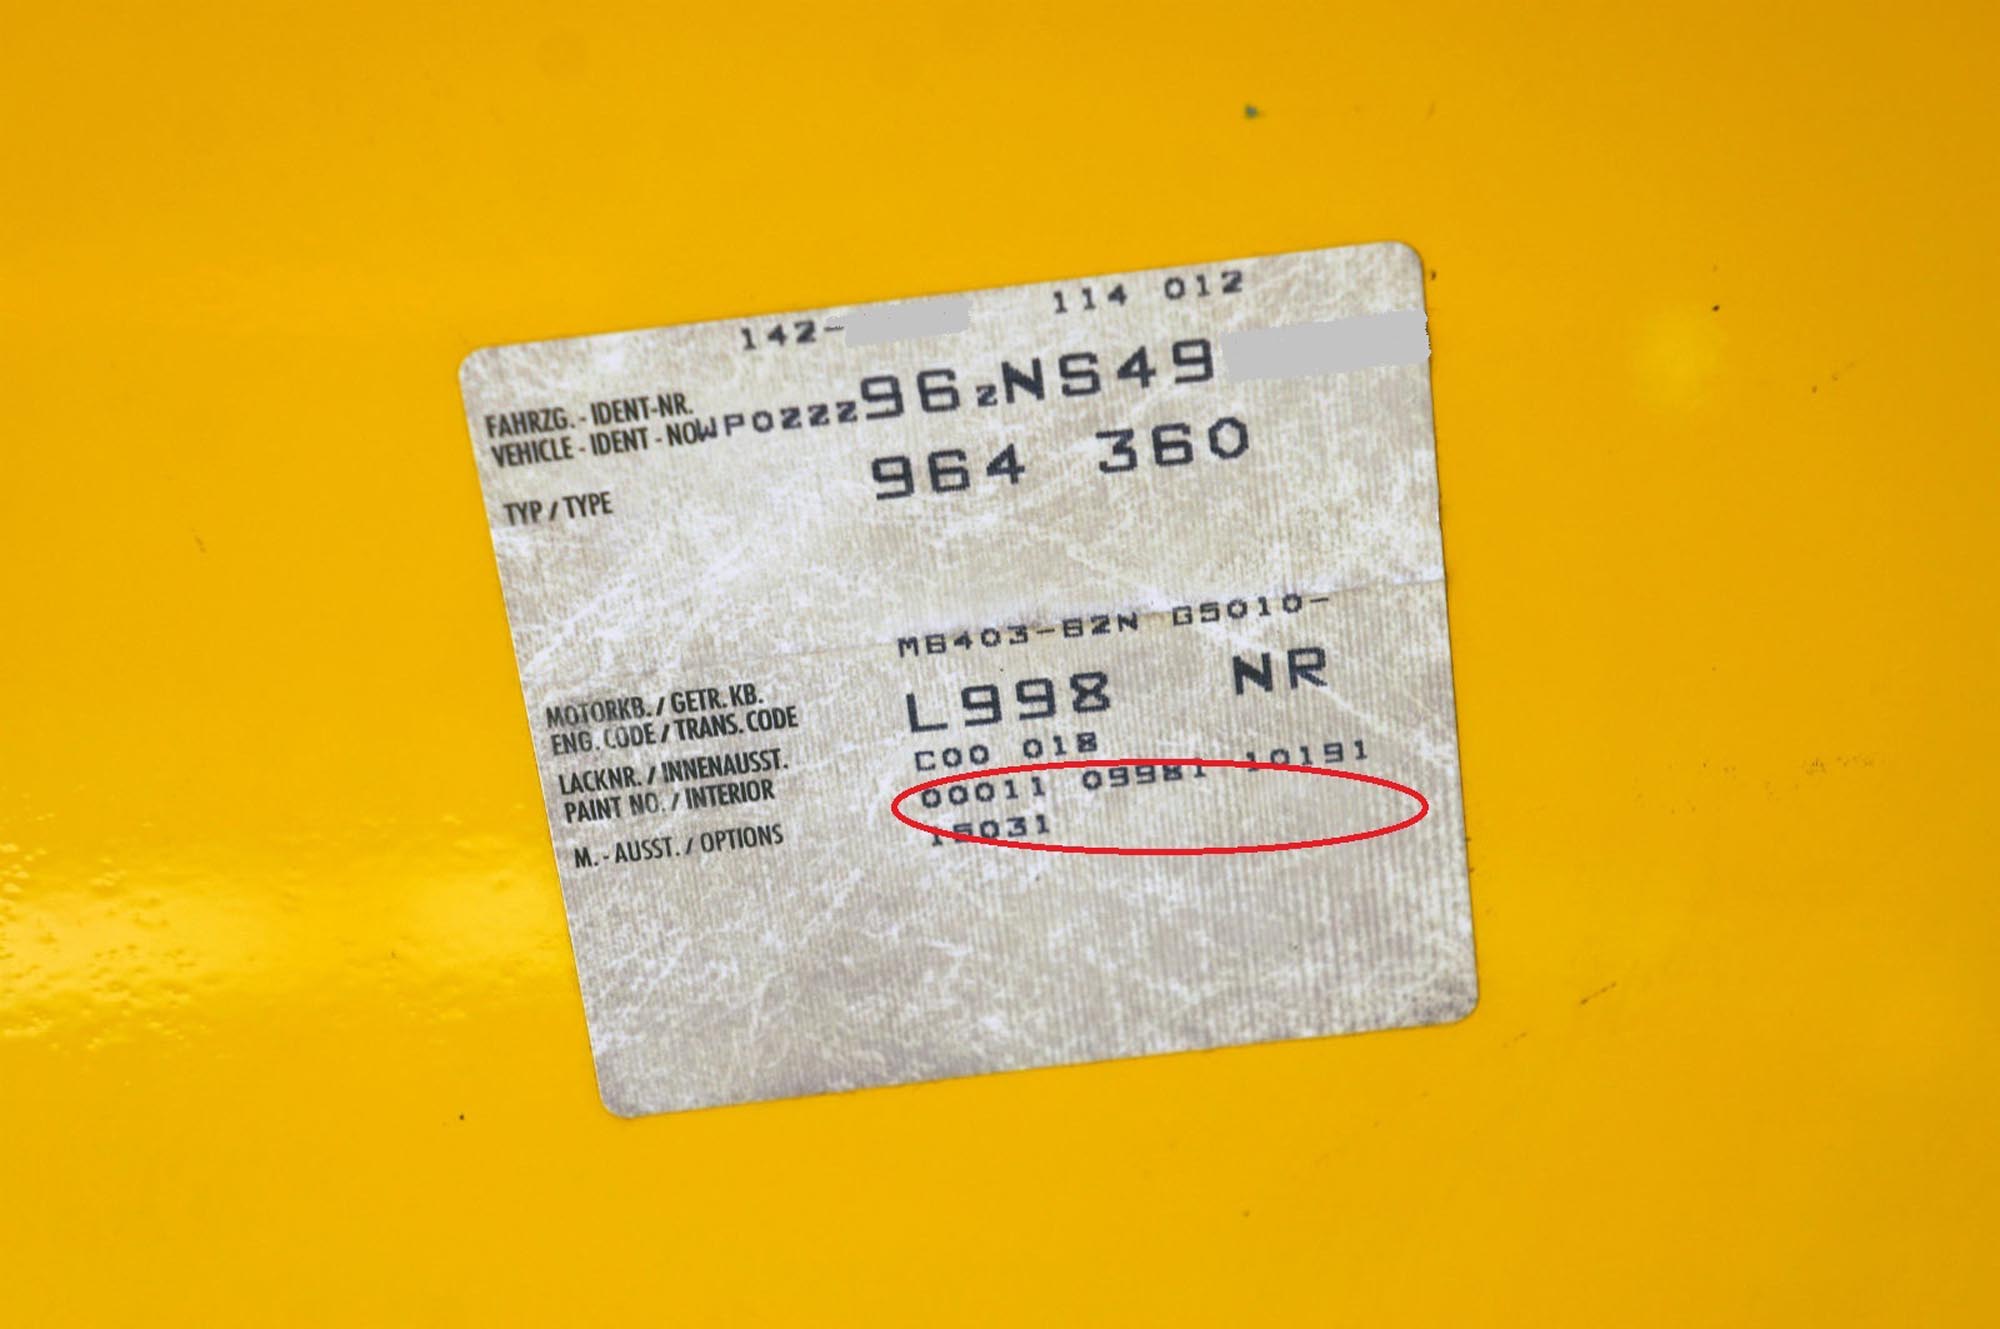 142- 114 012
FAHRZG. - IDENT-NR.
VEHICLE - IDENT - NO WP0ZZZ96ZNS49
TYP / TYPE 964 360
M6403-62N G5010-
MOTORKB. / GETR. KB.
ENG. CODE / TRANS. CODE L998 NR
LACKNR. / INNENAUSST. C00 018
PAINT NO. / INTERIOR 00011 09981 10191
M. - AUSST. / OPTIONS 15031